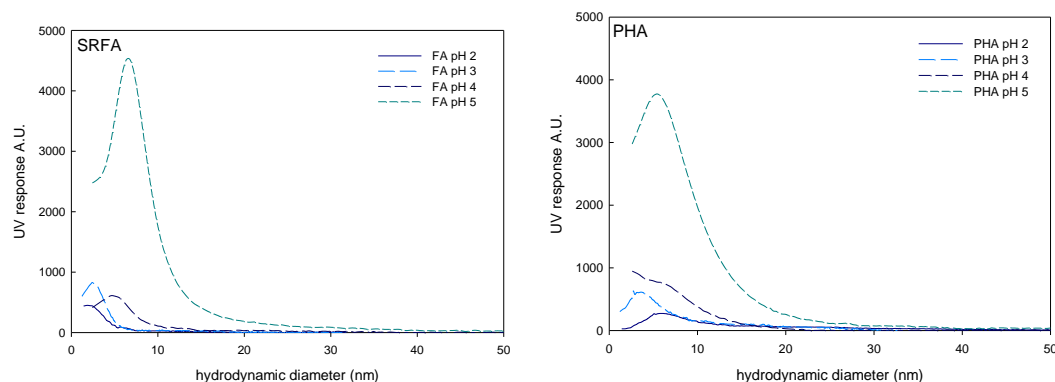 SRFA
5000
4000
3000
2000
1000
0
UV response A.U.
FA pH 2
FA pH 3
FA pH 4
FA pH 5
0 10 20 30 40 50
hydrodynamic diameter (nm)
PHA
5000
4000
3000
2000
1000
0
UV response A.U.
PHA pH 2
PHA pH 3
PHA pH 4
PHA pH 5
0 10 20 30 40 50
hydrodynamic diameter (nm)